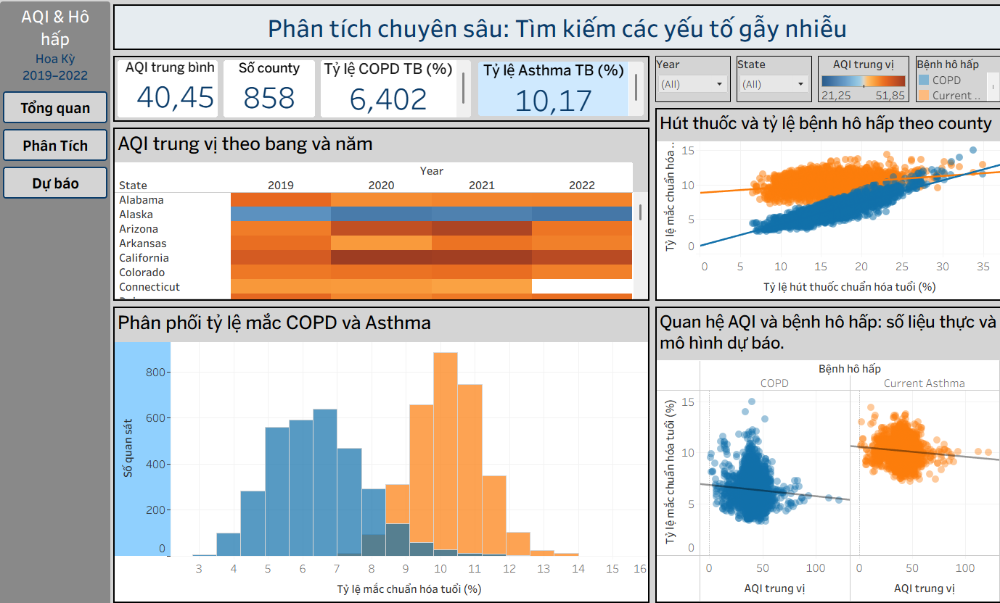 AQI & Hô
hấp
Hoa Kỳ
2019–2022
Tổng quan
Phân Tích
Dự báo
Phân tích chuyên sâu: Tìm kiếm các yếu tố gẫy nhiễu
AQI trung bình
40,45
Số county
858
Tỷ lệ COPD TB (%)
6,402
Tỷ lệ Asthma TB (%)
10,17
Year
(All)
State
(All)
AQI trung vị
21,25 51,85
Bệnh hô hấp
COPD
Current ..
AQI trung vị theo bang và năm
Year
State 2019 2020 2021 2022
Alabama
Alaska
Arizona
Arkansas
California
Colorado
Connecticut
Hút thuốc và tỷ lệ bệnh hô hấp theo county
Tỷ lệ mắc chuẩn hóa ..
15
10
5
0
0 5 10 15 20 25 30 35
Tỷ lệ hút thuốc chuẩn hóa tuổi (%)
Phân phối tỷ lệ mắc COPD và Asthma
Số quan sát
800
600
400
200
0
3 4 5 6 7 8 9 10 11 12 13 14 15 16
Tỷ lệ mắc chuẩn hóa tuổi (%)
Quan hệ AQI và bệnh hô hấp: số liệu thực và
mô hình dự báo.
Bệnh hô hấp
COPD Current Asthma
Tỷ lệ mắc chuẩn hóa tuổi (%)
15
10
5
0
0 50 100 0 50 100
AQI trung vị AQI trung vị